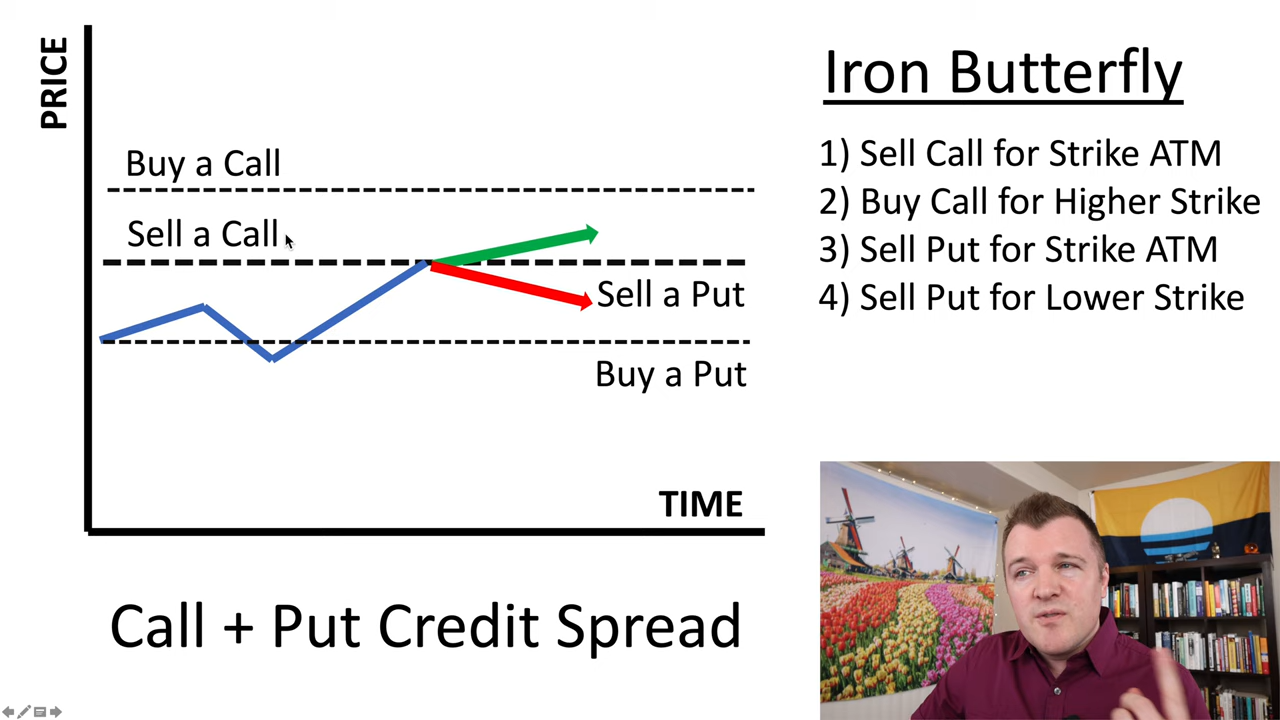 PRICE
Buy a Call
Sell a Call
Sell a Put
Buy a Put
TIME
Call + Put Credit Spread
Iron Butterfly
1) Sell Call for Strike ATM
2) Buy Call for Higher Strike
3) Sell Put for Strike ATM
4) Sell Put for Lower Strike